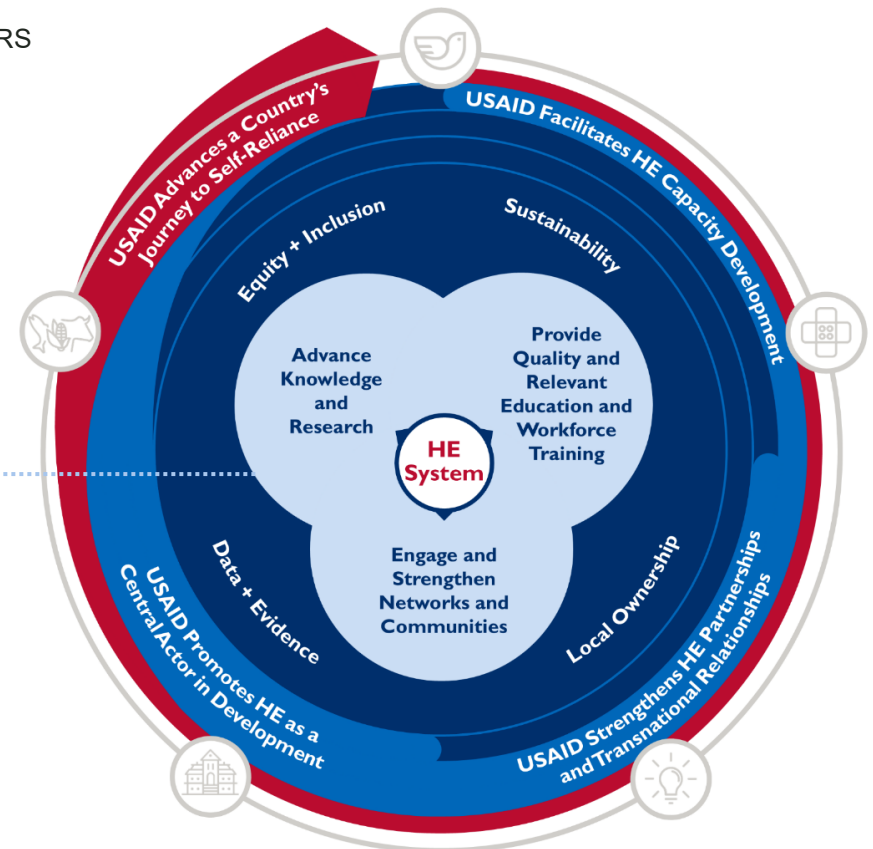 RS
USAID Advances a Country's
Journey to Self-Reliance
USAID Facilitates HE Capacity Development
Equity + Inclusion
Sustainability
Advance
Knowledge
and
Research
Provide
Quality and
Relevant
Education and
Workforce
Training
HE
System
Engage and
Strengthen
Networks and
Communities
Data + Evidence
Local Ownership
USAID Promotes HE as a
Central Actor in Development
USAID Strengthens HE Partnerships
and Transnational Relationships